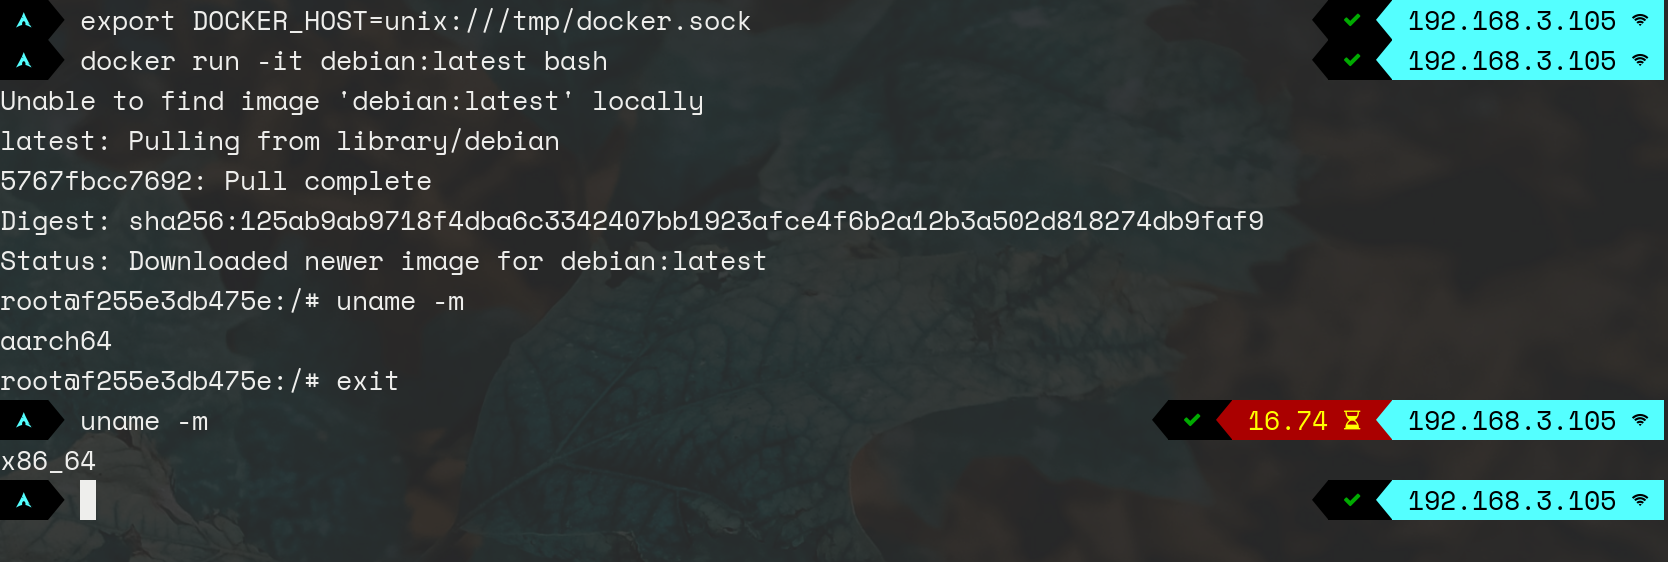 export DOCKER_HOST=unix:///tmp/docker.sock 192.168.3.105
docker run -it debian:latest bash 192.168.3.105
Unable to find image 'debian:latest' locally
latest: Pulling from library/debian
5767fbcc7692: Pull complete
Digest: sha256:125ab9ab9718f4dba6c3342407bb1923afce4f6b2a12b3a502d818274db9faf9
Status: Downloaded newer image for debian:latest
root@f255e3db475e:/# uname -m
aarch64
root@f255e3db475e:/# exit
uname -m 16.74 192.168.3.105
x86_64
192.168.3.105